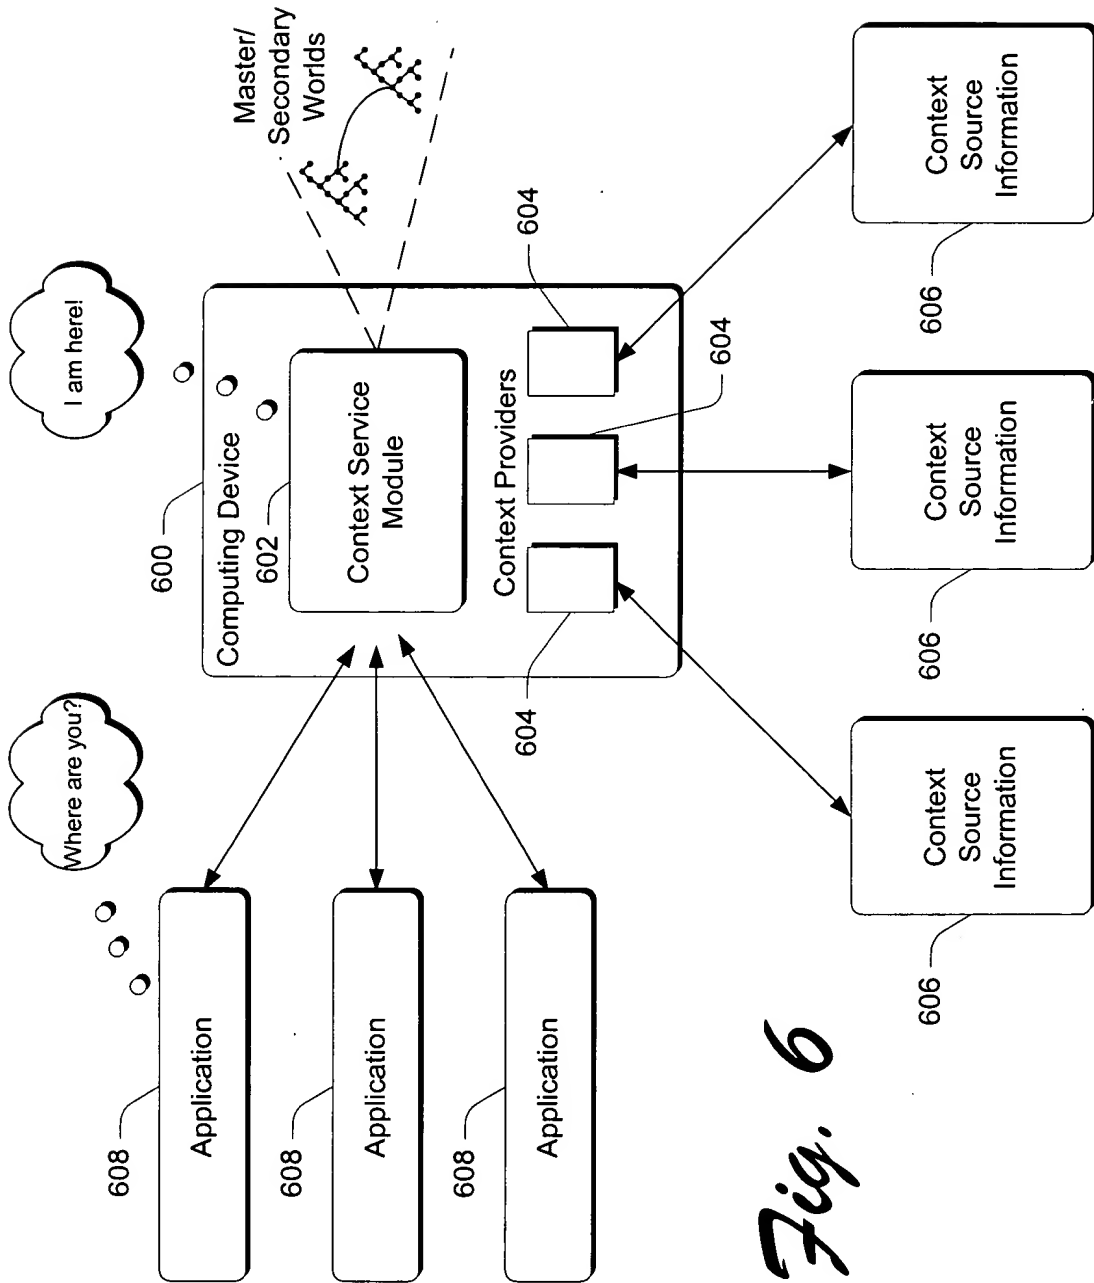 Where are you?
I am here!
608
Application
608
Application
608
Application
600
Computing Device
602
Context Service
Module
Master/
Secondary
Worlds
Context Providers
604
604
604
606
Context
Source
Information
606
Context
Source
Information
606
Context
Source
Information
Fig. 6